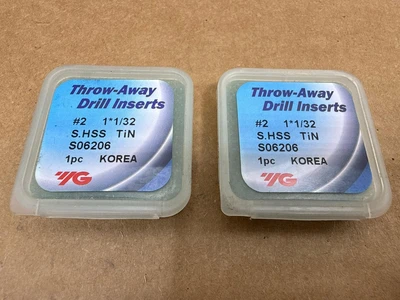 Throw-Away
Drill Inserts
#2 1*1/32
S.HSS TiN
S06206
1pc KOREA
YG
Throw-Away
Drill Inserts
#2 1*1/32
S.HSS TiN
S06206
1pc KOREA
YG